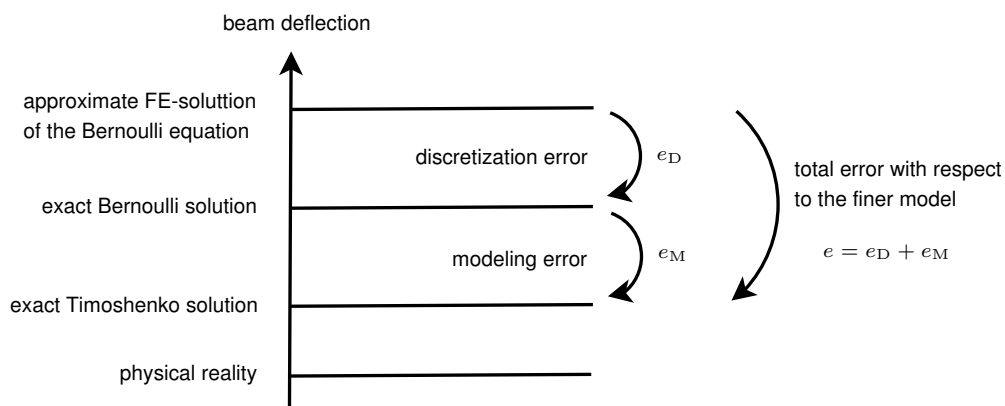 beam deflection
approximate FE-soluttion
of the Bernoulli equation
discretization error
e_D
total error with respect
to the finer model
exact Bernoulli solution
modeling error
e_M
e = e_D + e_M
exact Timoshenko solution
physical reality